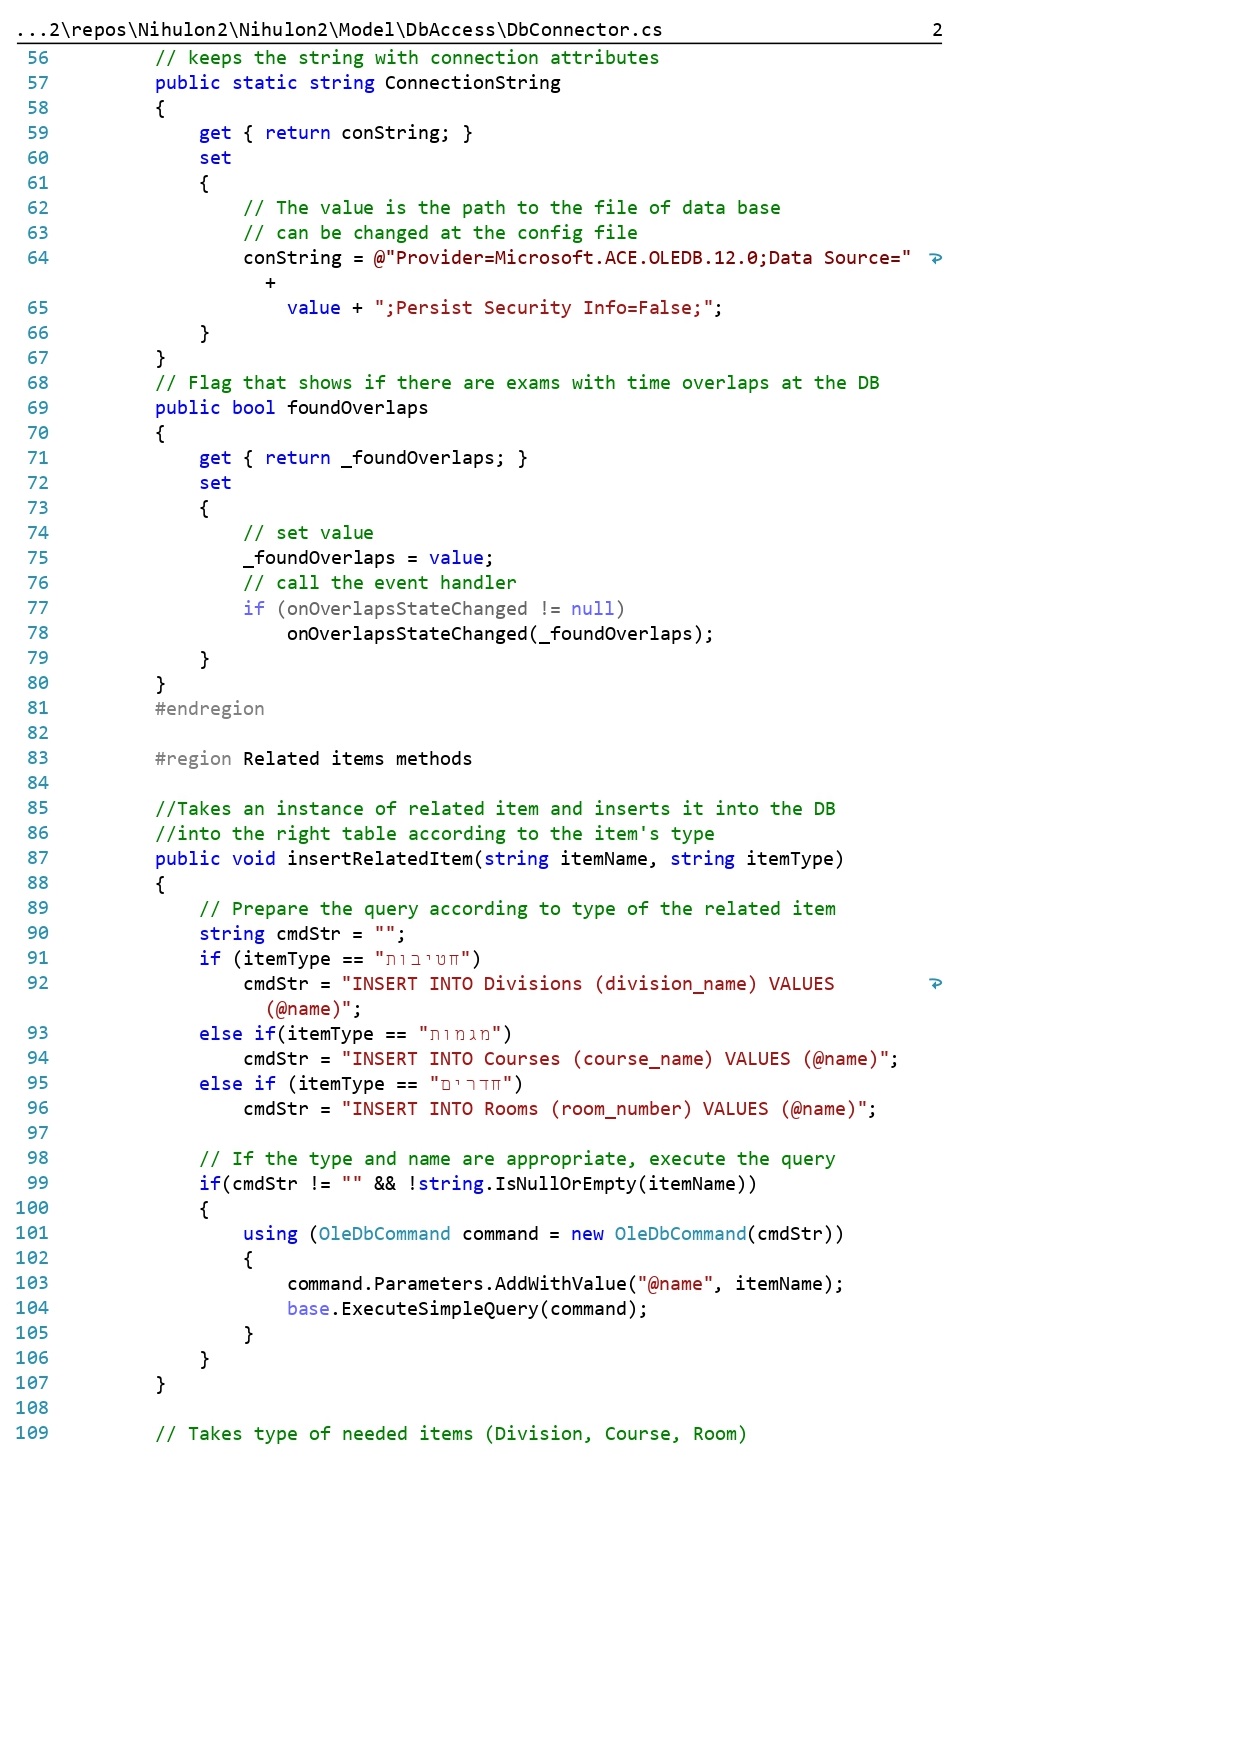 ...2\repos\Nihulon2\Nihulon2\Model\DbAccess\DbConnector.cs 2
56 // keeps the string with connection attributes
57 public static string ConnectionString
58 {
59 get { return conString; }
60 set
61 {
62 // The value is the path to the file of data base
63 // can be changed at the config file
64 conString = @"Provider=Microsoft.ACE.OLEDB.12.0;Data Source="
+
65 value + ";Persist Security Info=False;";
66 }
67 }
68 // Flag that shows if there are exams with time overlaps at the DB
69 public bool foundOverlaps
70 {
71 get { return _foundOverlaps; }
72 set
73 {
74 // set value
75 _foundOverlaps = value;
76 // call the event handler
77 if (onOverlapsStateChanged != null)
78 onOverlapsStateChanged(_foundOverlaps);
79 }
80 }
81 #endregion
82
83 #region Related items methods
84
85 //Takes an instance of related item and inserts it into the DB
86 //into the right table according to the item's type
87 public void insertRelatedItem(string itemName, string itemType)
88 {
89 // Prepare the query according to type of the related item
90 string cmdStr = "";
91 if (itemType == "חטיבות")
92 cmdStr = "INSERT INTO Divisions (division_name) VALUES
(@name)";
93 else if(itemType == "מגמות")
94 cmdStr = "INSERT INTO Courses (course_name) VALUES (@name)";
95 else if (itemType == "חדרים")
96 cmdStr = "INSERT INTO Rooms (room_number) VALUES (@name)";
97
98 // If the type and name are appropriate, execute the query
99 if(cmdStr != "" && !string.IsNullOrEmpty(itemName))
100 {
101 using (OleDbCommand command = new OleDbCommand(cmdStr))
102 {
103 command.Parameters.AddWithValue("@name", itemName);
104 base.ExecuteSimpleQuery(command);
105 }
106 }
107 }
108
109 // Takes type of needed items (Division, Course, Room)